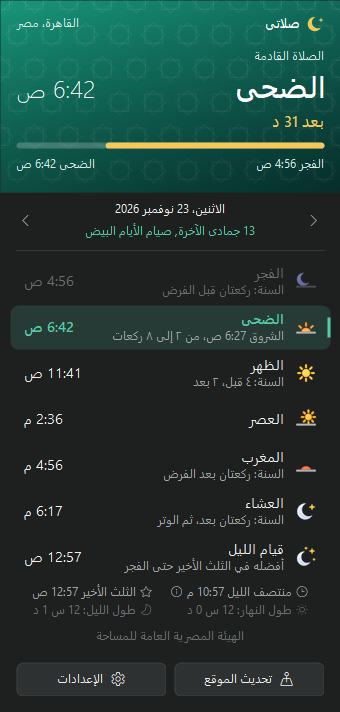 صلاتى
القاهرة، مصر
الصلاة القادمة
الضحى
6:42 ص
بعد 31 د
الفجر 4:56 ص
الضحى 6:42 ص
الاثنين، 23 نوفمبر 2026
13 جمادى الآخرة, صيام الأيام البيض
الفجر
4:56 ص
السنة: ركعتان قبل الفرض
الضحى
6:42 ص
الشروق 6:27 ص، من ٢ إلى ٨ ركعات
الظهر
11:41 ص
السنة: ٤ قبل، ٢ بعد
العصر
2:36 م
المغرب
4:56 م
السنة: ركعتان بعد الفرض
العشاء
6:17 م
السنة: ركعتان بعد، ثم الوتر
قيام الليل
12:57 ص
أفضله في الثلث الأخير حتى الفجر
منتصف الليل 10:57 م
الثلث الأخير 12:57 ص
طول النهار: 12 س 0 د
طول الليل: 12 س 1 د
الهيئة المصرية العامة للمساحة
تحديث الموقع
الإعدادات